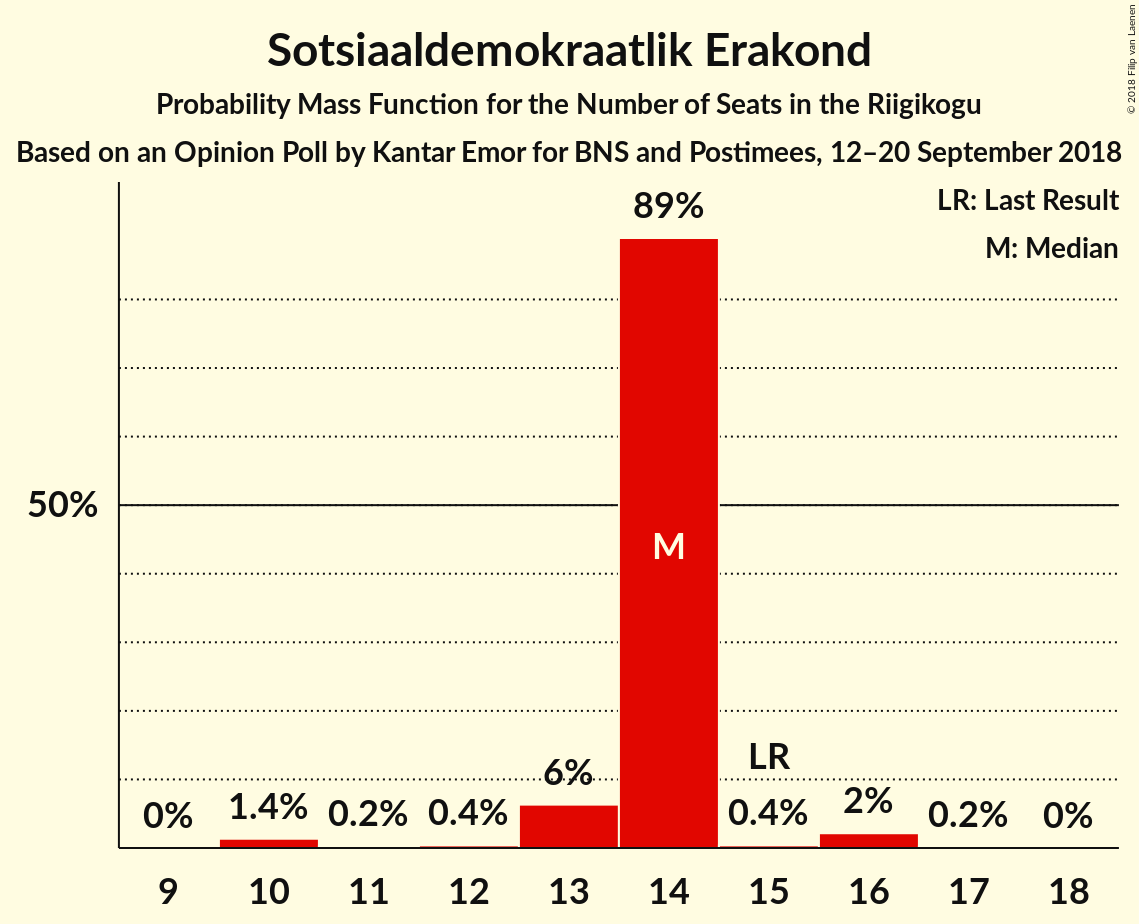 Sotsiaaldemokraatlik Erakond
Probability Mass Function for the Number of Seats in the Riigikogu
Based on an Opinion Poll by Kantar Emor for BNS and Postimees, 12–20 September 2018
© 2018 Filip van Laenen
LR: Last Result
M: Median
50%
0%
1.4%
0.2%
0.4%
6%
89%
M
LR
0.4%
2%
0.2%
0%
9 10 11 12 13 14 15 16 17 18